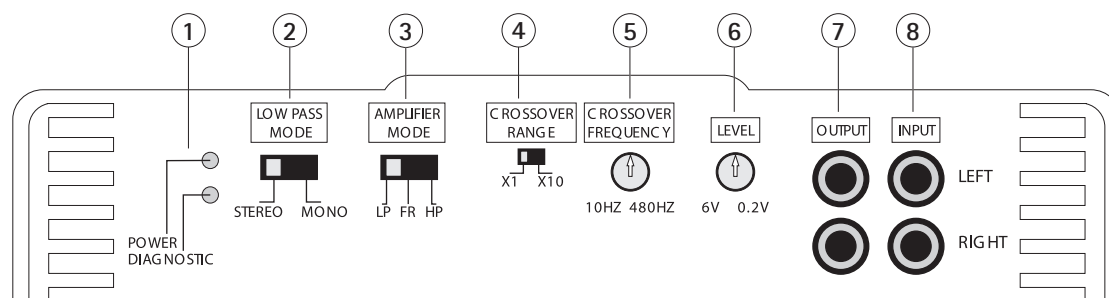 1 2 3 4 5 6 7 8
LOW PASS
MODE
AMPLIFIER
MODE
CROSSOVER
RANGE
CROSSOVER
FREQUENCY
LEVEL
OUTPUT
INPUT
STEREO MONO
LP FR HP
X1 X10
10HZ 480HZ
6V 0.2V
LEFT
RIGHT
POWER
DIAGNOSTIC